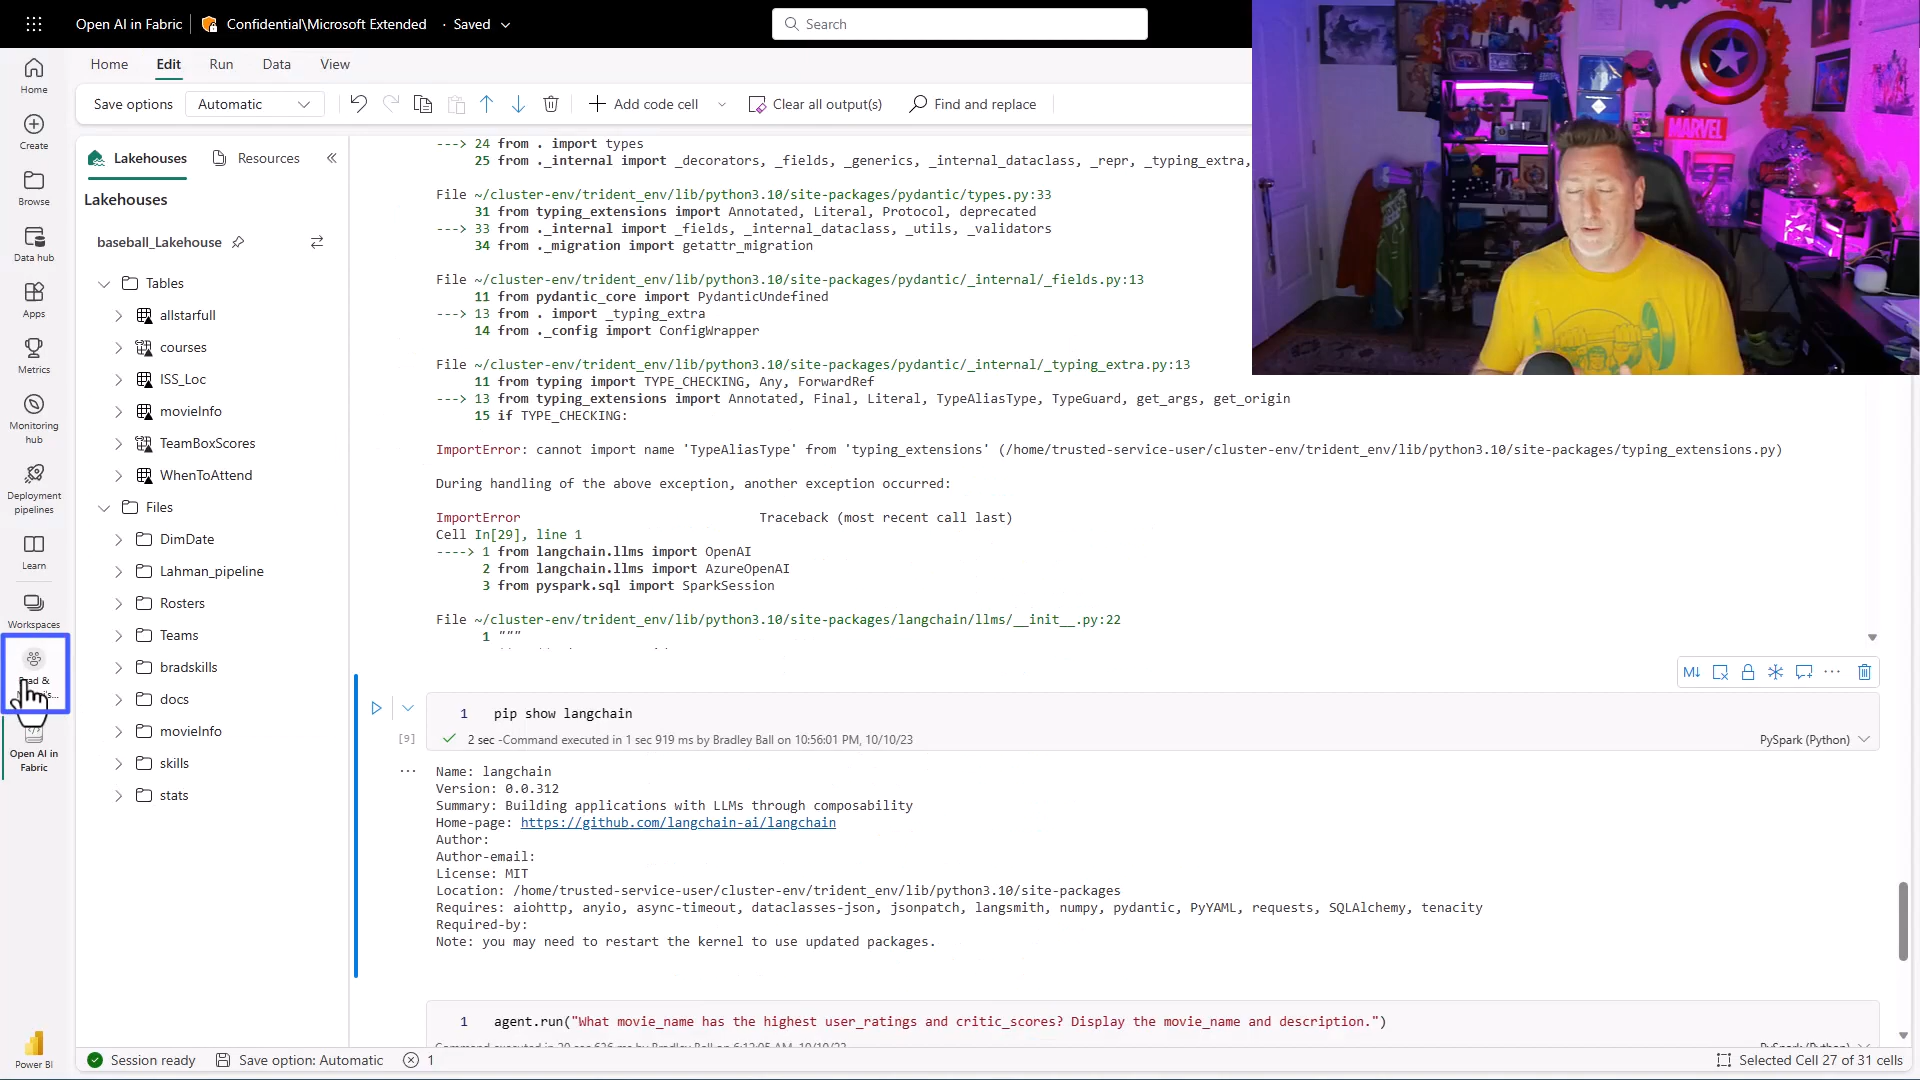 Open AI in Fabric
Confidential\Microsoft Extended · Saved
Search
Home
Edit
Run
Data
View
Save options
Automatic
Add code cell
Clear all output(s)
Find and replace
Home
Create
Browse
Data hub
Apps
Metrics
Monitoring
hub
Deployment
pipelines
Learn
Workspaces
&
Open AI in
Fabric
Power BI
Lakehouses
Resources
Lakehouses
baseball_Lakehouse
Tables
allstarfull
courses
ISS_Loc
movieInfo
TeamBoxScores
WhenToAttend
Files
DimDate
Lahman_pipeline
Rosters
Teams
bradskills
docs
movieInfo
skills
stats
---> 24 from . import types
25 from ._internal import _decorators, _fields, _generics, _internal_dataclass, _repr, _typing_extra,
File ~/cluster-env/trident_env/lib/python3.10/site-packages/pydantic/types.py:33
31 from typing_extensions import Annotated, Literal, Protocol, deprecated
---> 33 from ._internal import _fields, _internal_dataclass, _utils, _validators
34 from ._migration import getattr_migration
File ~/cluster-env/trident_env/lib/python3.10/site-packages/pydantic/_internal/_fields.py:13
11 from pydantic_core import PydanticUndefined
---> 13 from . import _typing_extra
14 from ._config import ConfigWrapper
File ~/cluster-env/trident_env/lib/python3.10/site-packages/pydantic/_internal/_typing_extra.py:13
11 from typing import TYPE_CHECKING, Any, ForwardRef
---> 13 from typing_extensions import Annotated, Final, Literal, TypeAliasType, TypeGuard, get_args, get_origin
15 if TYPE_CHECKING:
ImportError: cannot import name 'TypeAliasType' from 'typing_extensions' (/home/trusted-service-user/cluster-env/trident_env/lib/python3.10/site-packages/typing_extensions.py)
During handling of the above exception, another exception occurred:
ImportError Traceback (most recent call last)
Cell In[29], line 1
----> 1 from langchain.llms import OpenAI
2 from langchain.llms import AzureOpenAI
3 from pyspark.sql import SparkSession
File ~/cluster-env/trident_env/lib/python3.10/site-packages/langchain/llms/__init__.py:22
1 """
M↓
1 pip show langchain
[9]
2 sec -Command executed in 1 sec 919 ms by Bradley Ball on 10:56:01 PM, 10/10/23
PySpark (Python)
Name: langchain
Version: 0.0.312
Summary: Building applications with LLMs through composability
Home-page: https://github.com/langchain-ai/langchain
Author:
Author-email:
License: MIT
Location: /home/trusted-service-user/cluster-env/trident_env/lib/python3.10/site-packages
Requires: aiohttp, anyio, async-timeout, dataclasses-json, jsonpatch, langsmith, numpy, pydantic, PyYAML, requests, SQLAlchemy, tenacity
Required-by:
Note: you may need to restart the kernel to use updated packages.
1 agent.run("What movie_name has the highest user_ratings and critic_scores? Display the movie_name and description.")
Session ready
Save option: Automatic
1
Selected Cell 27 of 31 cells
MARVEL